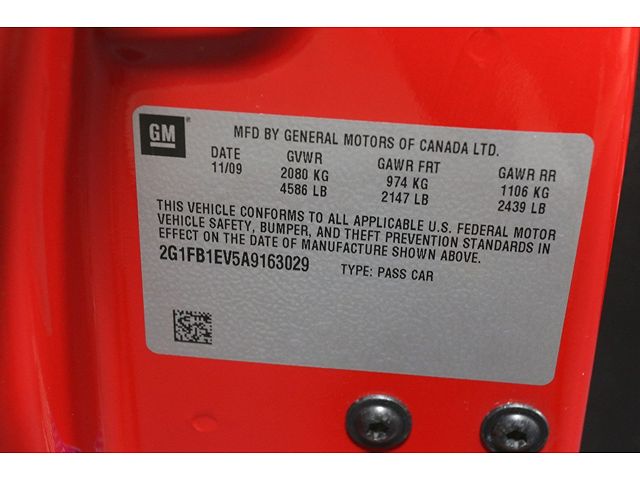 GM
MFD BY GENERAL MOTORS OF CANADA LTD.
DATE GVWR GAWR FRT GAWR RR
11/09 2080 KG 974 KG 1106 KG
4586 LB 2147 LB 2439 LB
THIS VEHICLE CONFORMS TO ALL APPLICABLE U.S. FEDERAL MOTOR
VEHICLE SAFETY, BUMPER, AND THEFT PREVENTION STANDARDS IN
EFFECT ON THE DATE OF MANUFACTURE SHOWN ABOVE.
2G1FB1EV5A9163029 TYPE: PASS CAR